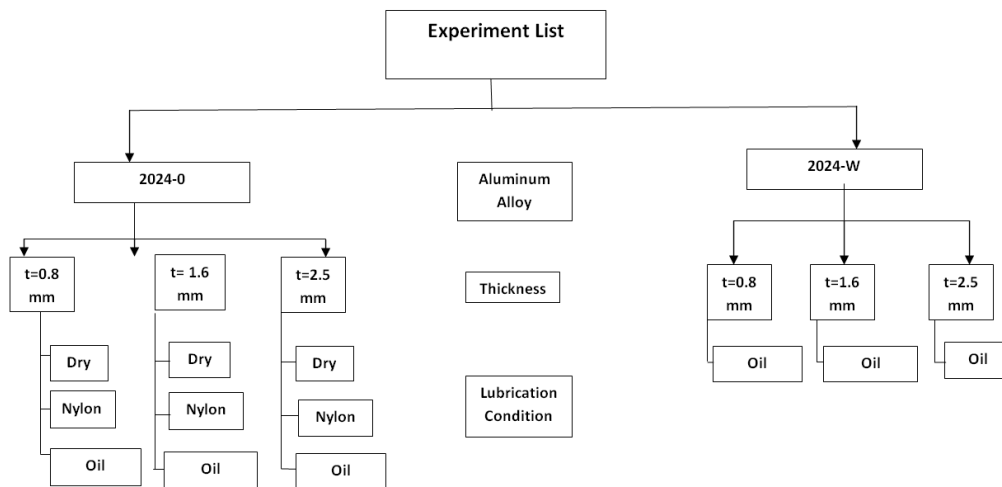 Experiment List
2024-0
Aluminum
Alloy
2024-W
t=0.8
mm
t= 1.6
mm
t=2.5
mm
Thickness
t=0.8
mm
t=1.6
mm
t=2.5
mm
Dry
Nylon
Oil
Dry
Nylon
Oil
Dry
Nylon
Oil
Lubrication
Condition
Oil
Oil
Oil